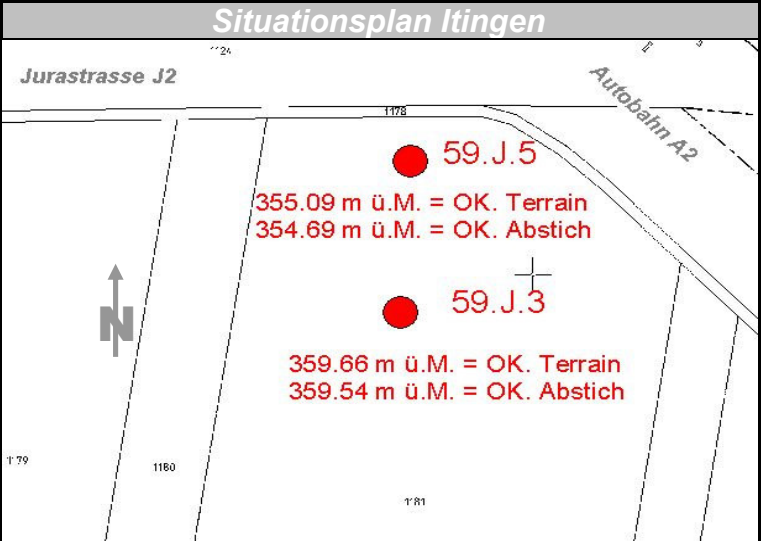 Situationsplan Itingen
1124
Jurastrasse J2
Autobahn A2
1178
59.J.5
355.09 m ü.M. = OK. Terrain
354.69 m ü.M. = OK. Abstich
59.J.3
N
359.66 m ü.M. = OK. Terrain
359.54 m ü.M. = OK. Abstich
1179
1180
1181